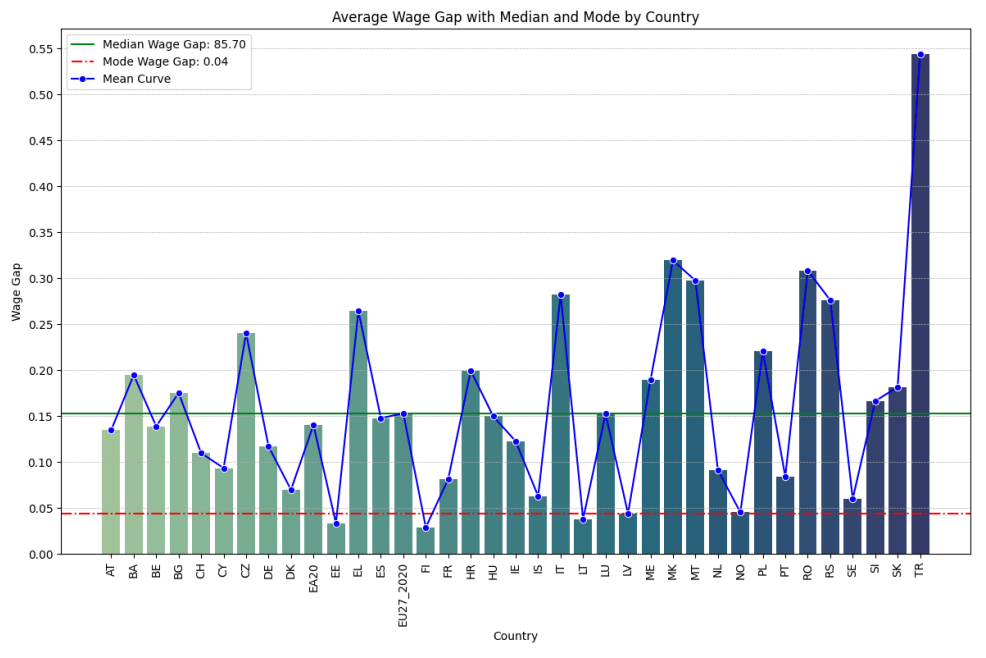 Average Wage Gap with Median and Mode by Country
Median Wage Gap: 85.70
Mode Wage Gap: 0.04
Mean Curve
Wage Gap
0.55
0.50
0.45
0.40
0.35
0.30
0.25
0.20
0.15
0.10
0.05
0.00
AT
BA
BE
BG
CH
CY
CZ
DE
DK
EA20
EE
EL
ES
EU27_2020
FI
FR
HR
HU
IE
IS
IT
LT
LU
LV
ME
MK
MT
NL
NO
PL
PT
RO
RS
SE
SI
SK
TR
Country